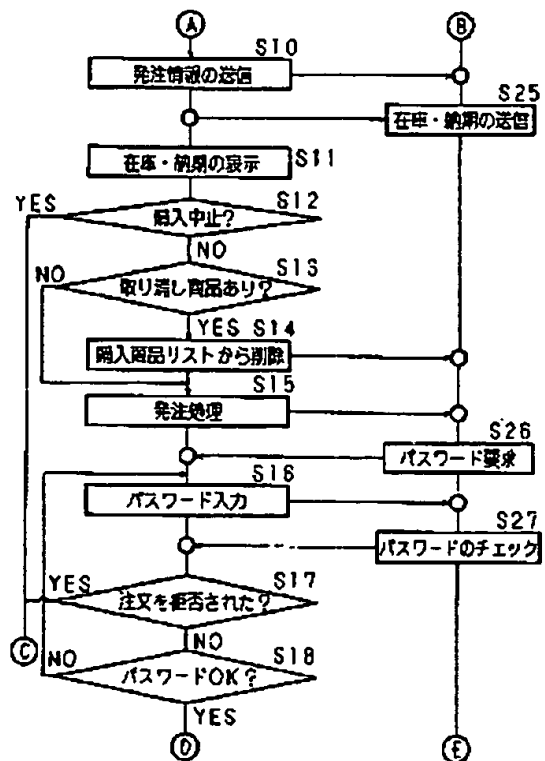 A
B
S10
発注情報の送信
S25
在庫・納期の送信
在庫・納期の表示
S11
S12
YES
購入中止?
NO
S13
NO
取り消し商品あり?
YES S14
購入商品リストから削除
S15
発注処理
S26
パスワード要求
S16
パスワード入力
S27
パスワードのチェック
S17
YES
注文を拒否された?
C
NO
S18
NO
パスワードOK?
YES
D
E